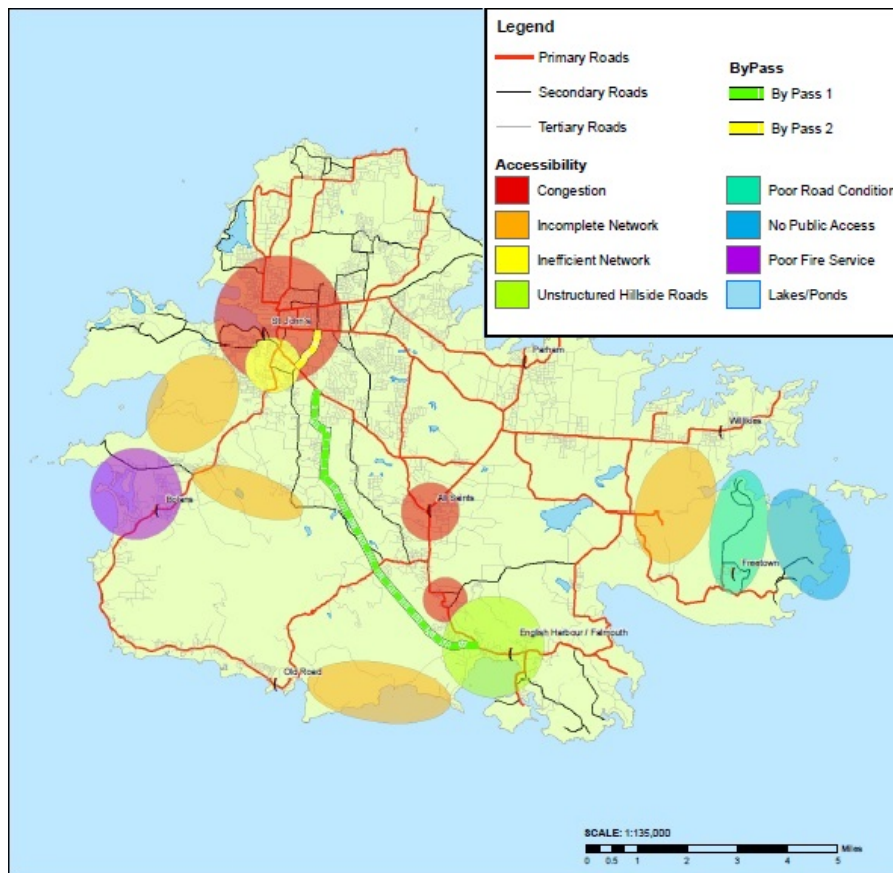 Legend
Primary Roads
Secondary Roads
Tertiary Roads
ByPass
By Pass 1
By Pass 2
Accessibility
Congestion
Incomplete Network
Inefficient Network
Unstructured Hillside Roads
Poor Road Condition
No Public Access
Poor Fire Service
Lakes/Ponds
St John's
Parham
Willikies
Bolans
All Saints
Freetown
English Harbour / Falmouth
Old Road
SCALE: 1:135,000
Miles
0 0.5 1 2 3 4 5